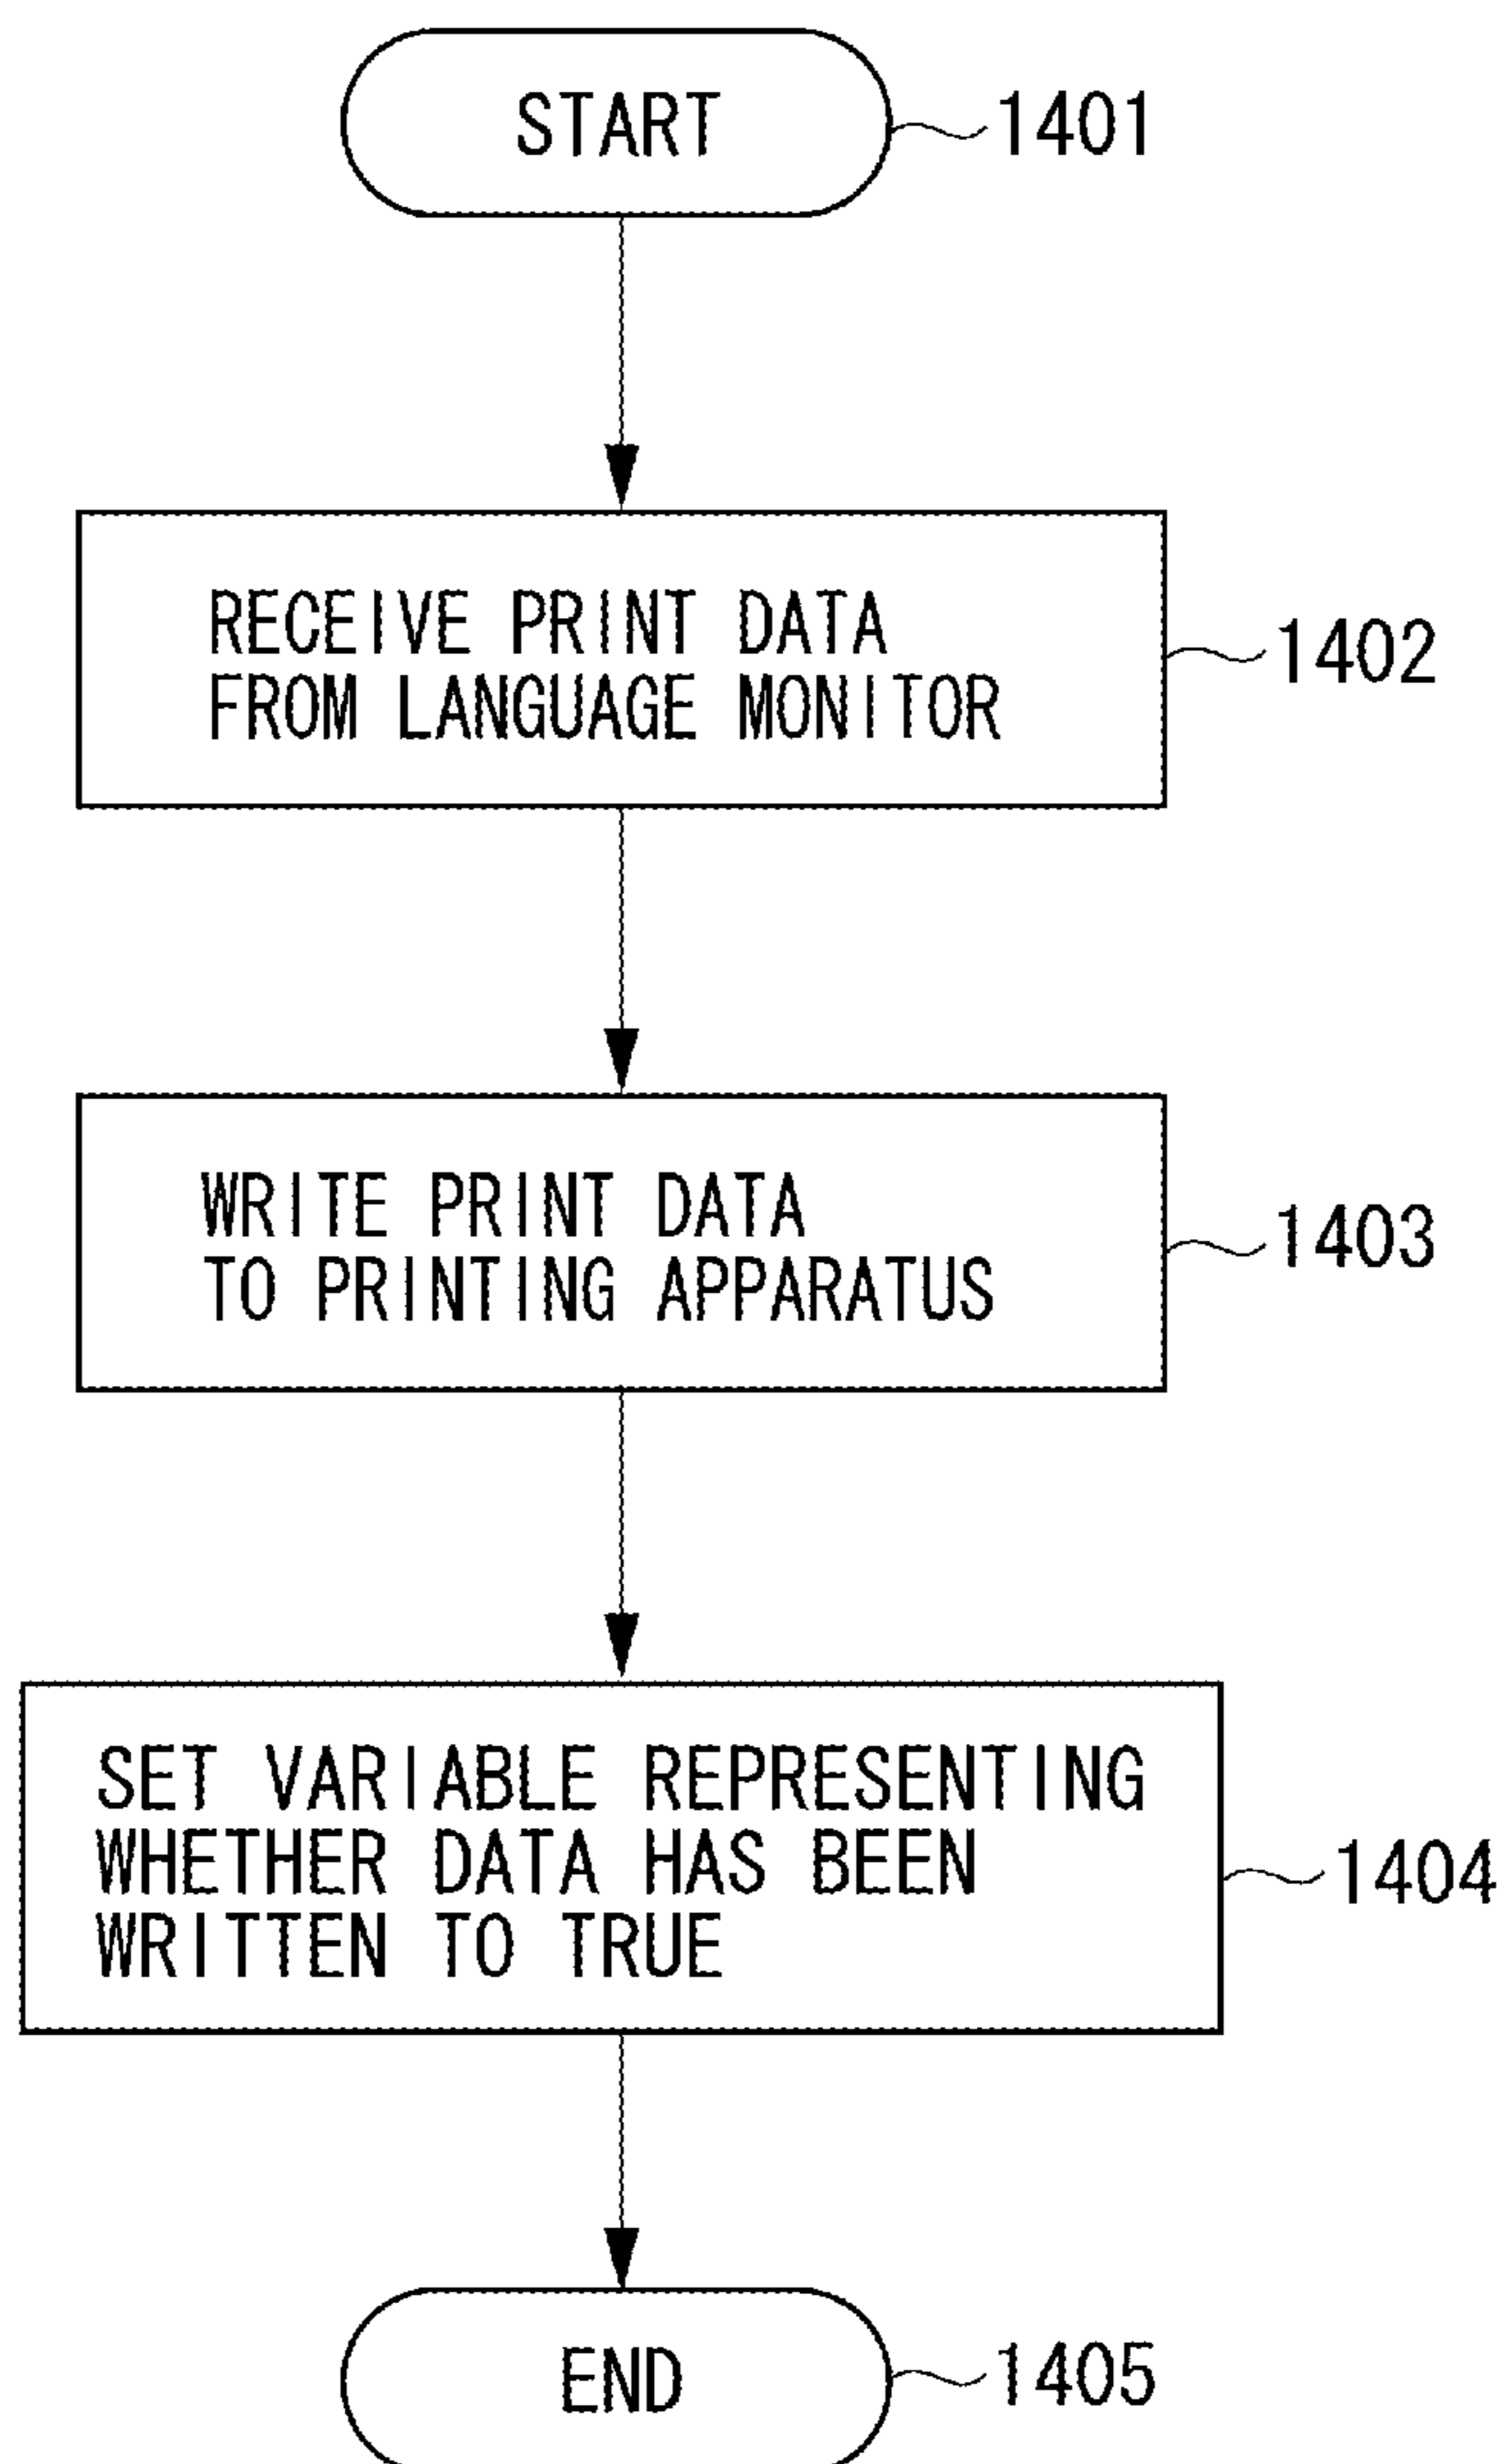 START
1401
RECEIVE PRINT DATA
FROM LANGUAGE MONITOR
1402
WRITE PRINT DATA
TO PRINTING APPARATUS
1403
SET VARIABLE REPRESENTING
WHETHER DATA HAS BEEN
WRITTEN TO TRUE
1404
END
1405